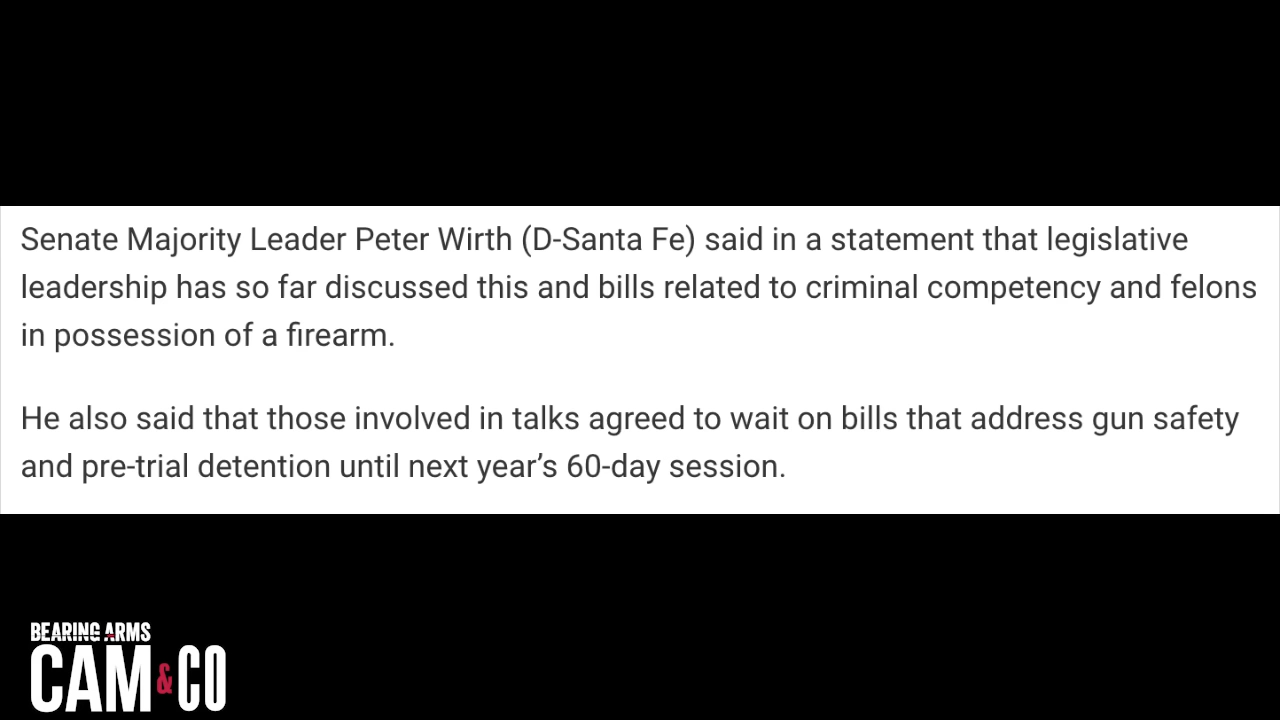 Senate Majority Leader Peter Wirth (D-Santa Fe) said in a statement that legislative
leadership has so far discussed this and bills related to criminal competency and felons
in possession of a firearm.
He also said that those involved in talks agreed to wait on bills that address gun safety
and pre-trial detention until next year’s 60-day session.
BEARING ARMS
CAM & CO